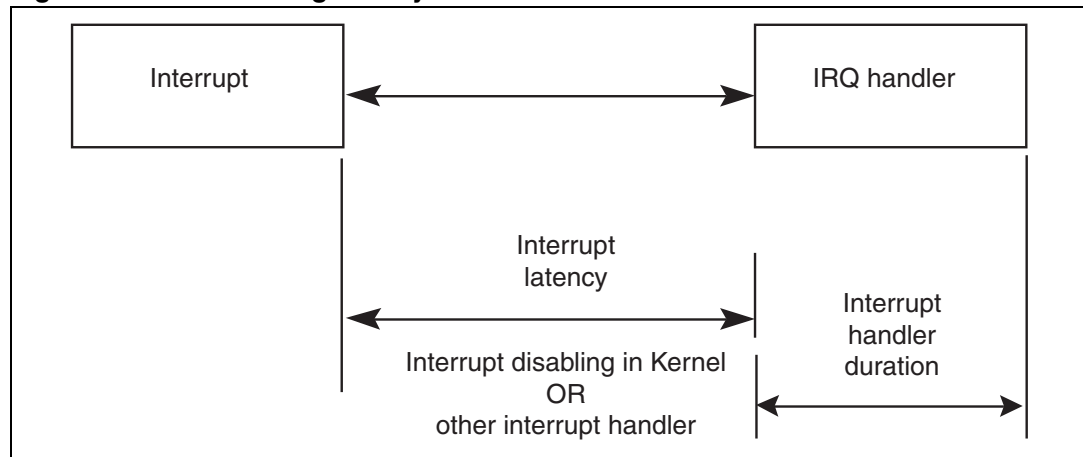 Interrupt
IRQ handler
Interrupt
latency
Interrupt
handler
duration
Interrupt disabling in Kernel
OR
other interrupt handler